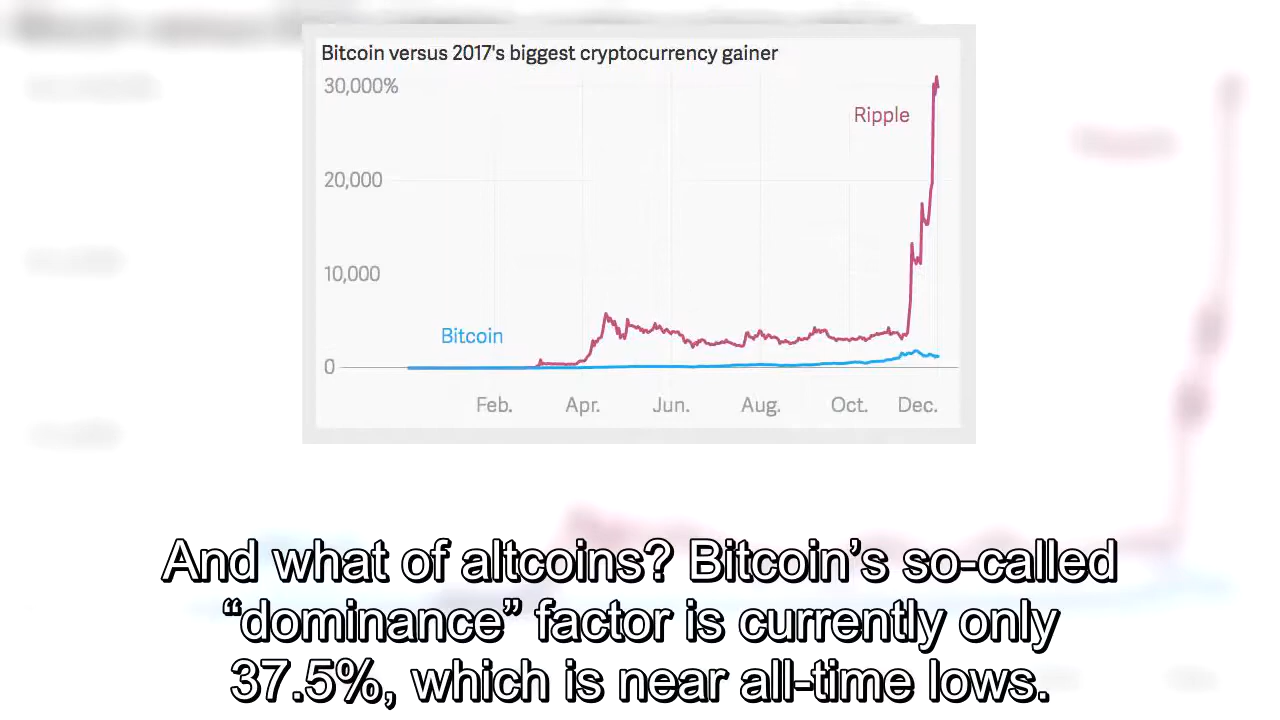 Bitcoin versus 2017's biggest cryptocurrency gainer
30,000%
Ripple
20,000
10,000
Bitcoin
0
Feb. Apr. Jun. Aug. Oct. Dec.
And what of altcoins? Bitcoin’s so-called
“dominance” factor is currently only
37.5%, which is near all-time lows.